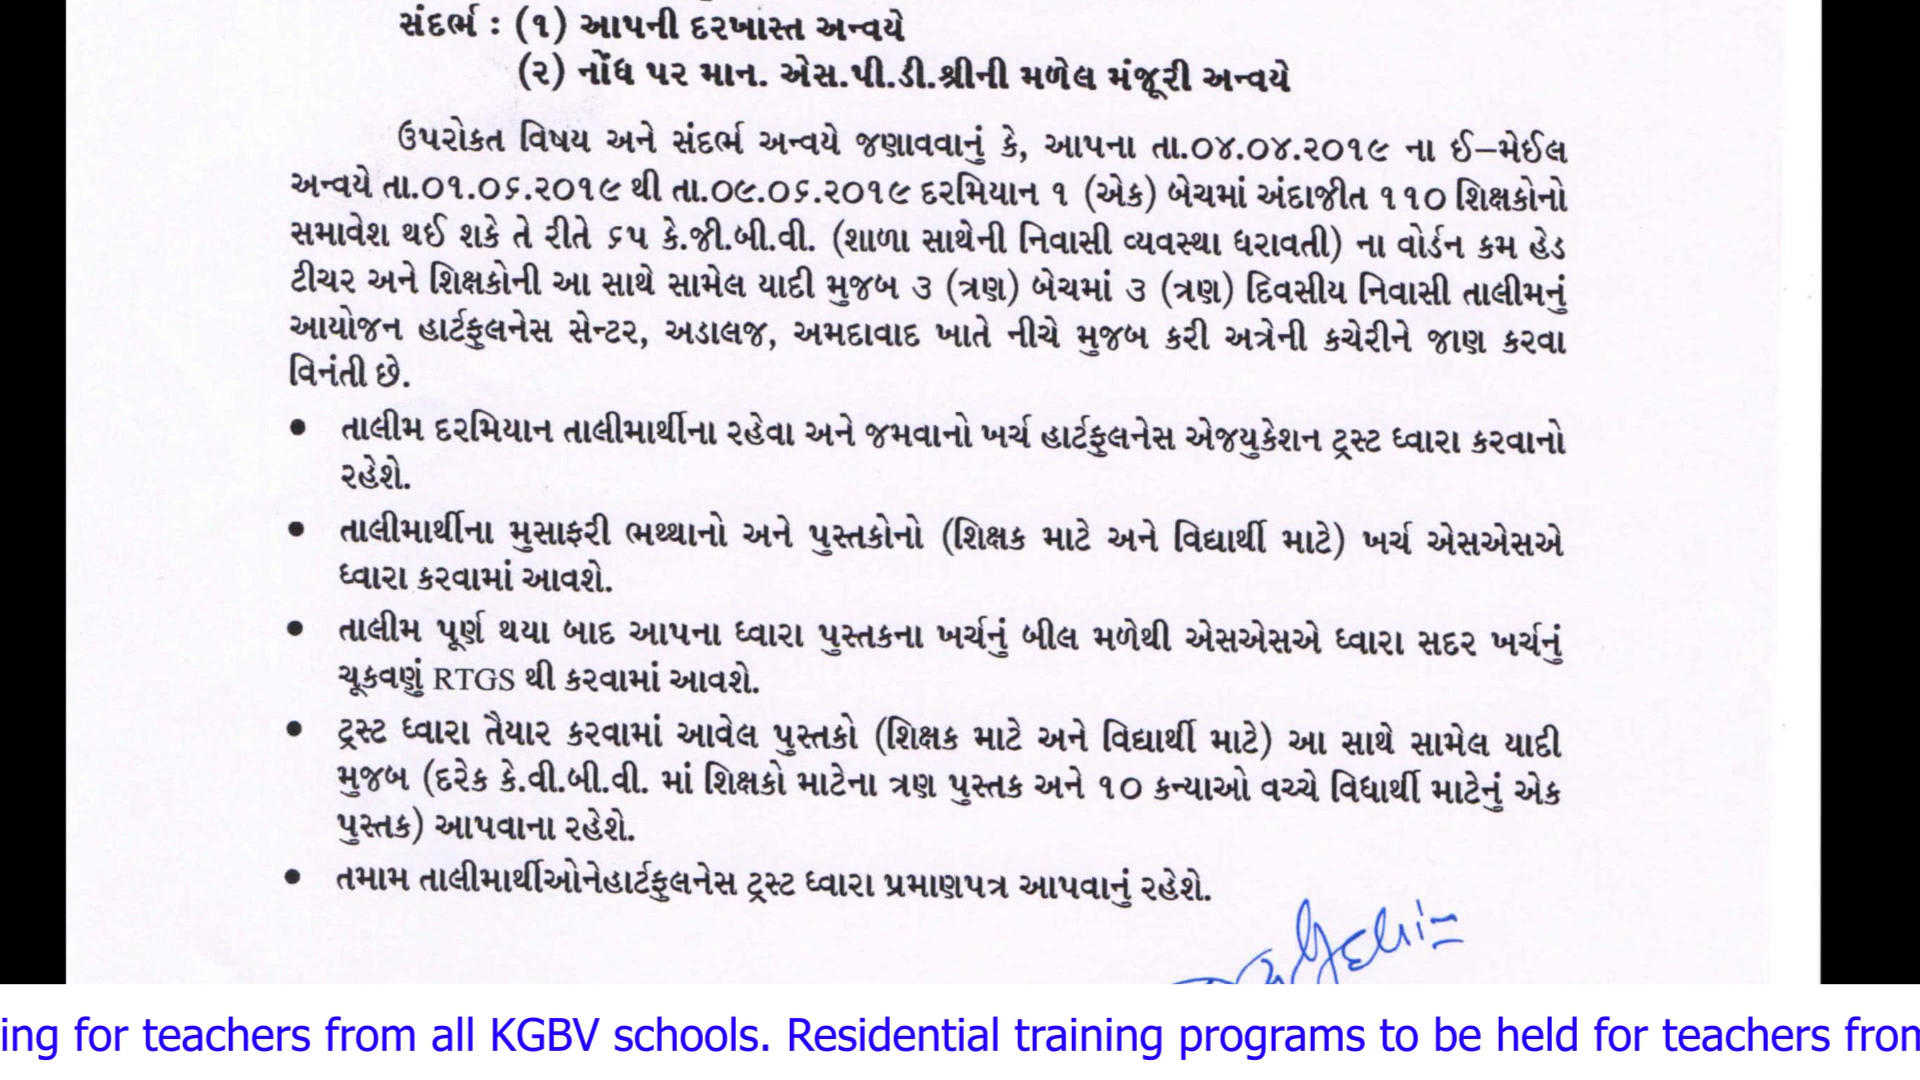 સંદર્ભ : (૧) આપની દરખાસ્ત અન્વયે
(૨) નોંધ પર માન. એસ.પી.ડી.શ્રીની મળેલ મંજૂરી અન્વયે
ઉપરોકત વિષય અને સંદર્ભ અન્વયે જણાવવાનું કે, આપના તા.૦૪.૦૪.૨૦૧૯ ના ઈ–મેઈલ
અન્વયે તા.૦૧.૦૬.૨૦૧૯ થી તા.૦૯.૦૬.૨૦૧૯ દરમિયાન ૧ (એક) બેચમાં અંદાજીત ૧૧૦ શિક્ષકોનો
સમાવેશ થઈ શકે તે રીતે ૬૫ કે.જી.બી.વી. (શાળા સાથેની નિવાસી વ્યવસ્થા ધરાવતી) ના વોર્ડન કમ હેડ
ટીચર અને શિક્ષકોની આ સાથે સામેલ યાદી મુજબ ૩ (ત્રણ) બેચમાં ૩ (ત્રણ) દિવસીય નિવાસી તાલીમનું
આયોજન હાર્ટફુલનેસ સેન્ટર, અડાલજ, અમદાવાદ ખાતે નીચે મુજબ કરી અત્રેની કચેરીને જાણ કરવા
વિનંતી છે.
• તાલીમ દરમિયાન તાલીમાર્થીના રહેવા અને જમવાનો ખર્ચ હાર્ટફુલનેસ એજયુકેશન ટ્રસ્ટ ધ્વારા કરવાનો
રહેશે.
• તાલીમાર્થીના મુસાફરી ભથ્થાનો અને પુસ્તકોનો (શિક્ષક માટે અને વિદ્યાર્થી માટે) ખર્ચ એસએસએ
ધ્વારા કરવામાં આવશે.
• તાલીમ પૂર્ણ થયા બાદ આપના ધ્વારા પુસ્તકના ખર્ચનું બીલ મળેથી એસએસએ ધ્વારા સદર ખર્ચનું
ચૂકવણું RTGS થી કરવામાં આવશે.
• ટ્રસ્ટ ધ્વારા તૈયાર કરવામાં આવેલ પુસ્તકો (શિક્ષક માટે અને વિદ્યાર્થી માટે) આ સાથે સામેલ યાદી
મુજબ (દરેક કે.વી.બી.વી. માં શિક્ષકો માટેના ત્રણ પુસ્તક અને ૧૦ કન્યાઓ વચ્ચે વિધાર્થી માટેનું એક
પુસ્તક) આપવાના રહેશે.
• તમામ તાલીમાર્થીઓનેહાર્ટફુલનેસ ટ્રસ્ટ ધ્વારા પ્રમાણપત્ર આપવાનું રહેશે.
ing for teachers from all KGBV schools. Residential training programs to be held for teachers from